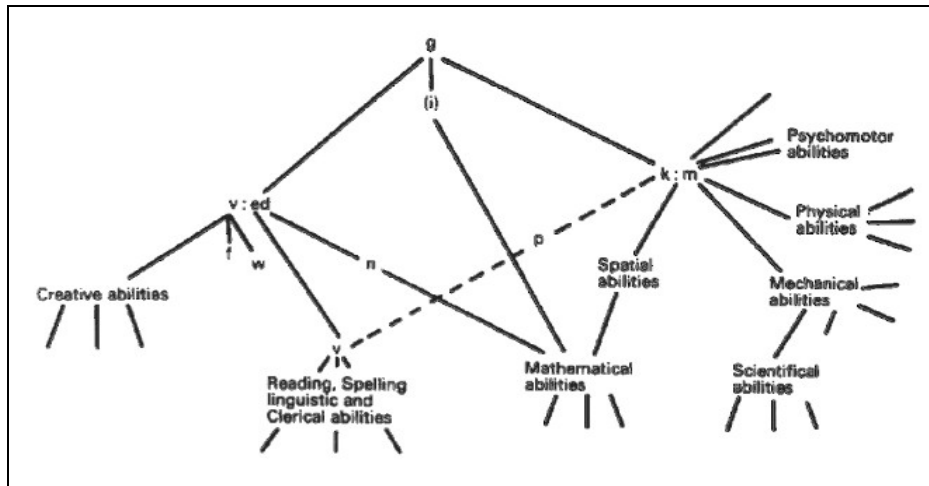 g
(i)
Psychomotor
abilities
k : m
v : ed
Physical
abilities
f
w
n
p
Spatial
abilities
Creative abilities
Mechanical
abilities
v
Reading, Spelling
linguistic and
Clerical abilities
Mathematical
abilities
Scientifical
abilities